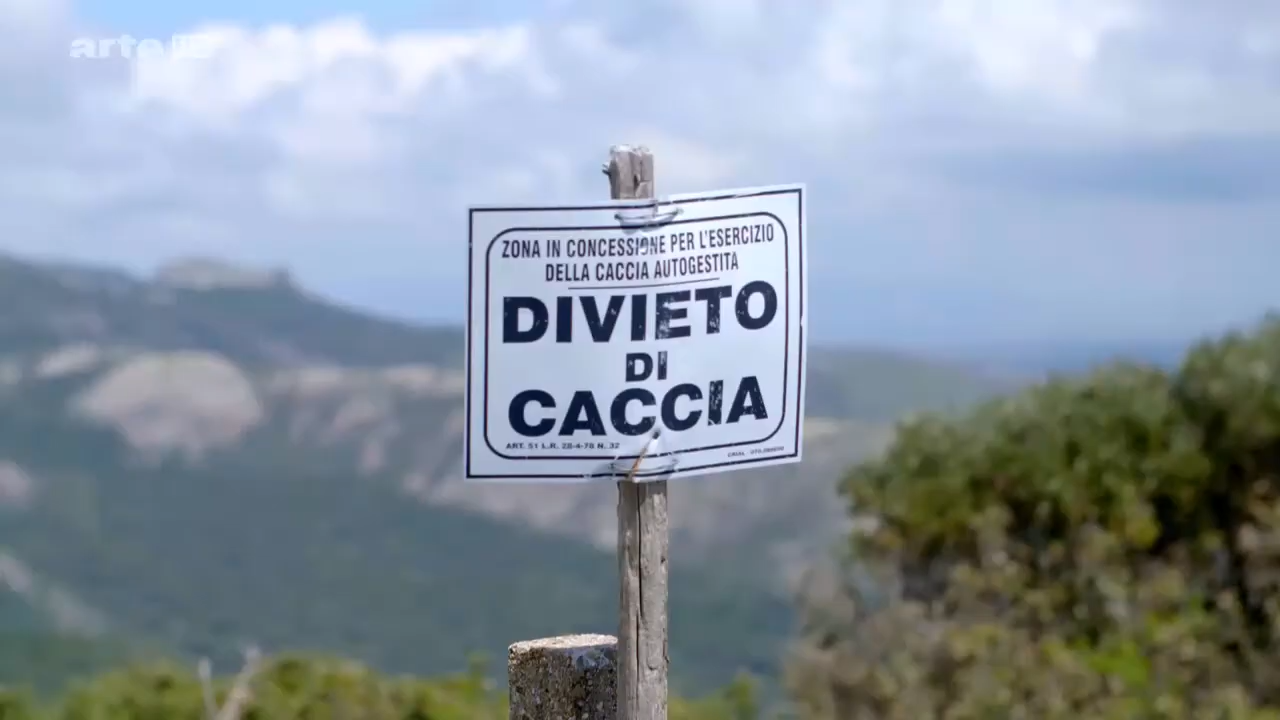 arte
ZONA IN CONCESSIONE PER L'ESERCIZIO
DELLA CACCIA AUTOGESTITA
DIVIETO
DI
CACCIA
ART. 51 L.R. 28-4-78 N. 32